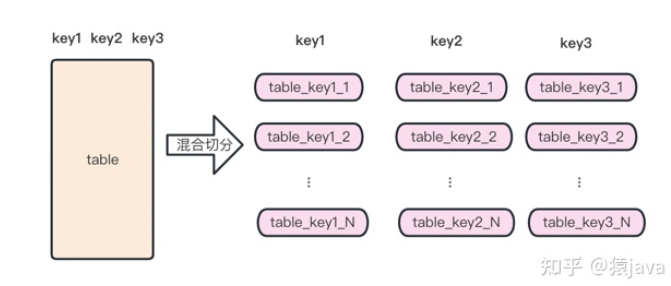 key1 key2 key3
table
混合切分
key1 key2 key3
table_key1_1 table_key2_1 table_key3_1
table_key1_2 table_key2_2 table_key3_2
⋮ ⋮ ⋮
table_key1_N table_key2_N table_key3_N
知乎 @猿java